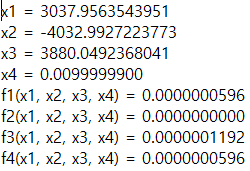 x1 = 3037.9563543951
x2 = -4032.9927223773
x3 = 3880.0492368041
x4 = 0.0099999900
f1(x1, x2, x3, x4) = 0.0000000596
f2(x1, x2, x3, x4) = 0.0000000000
f3(x1, x2, x3, x4) = 0.0000001192
f4(x1, x2, x3, x4) = 0.0000000596